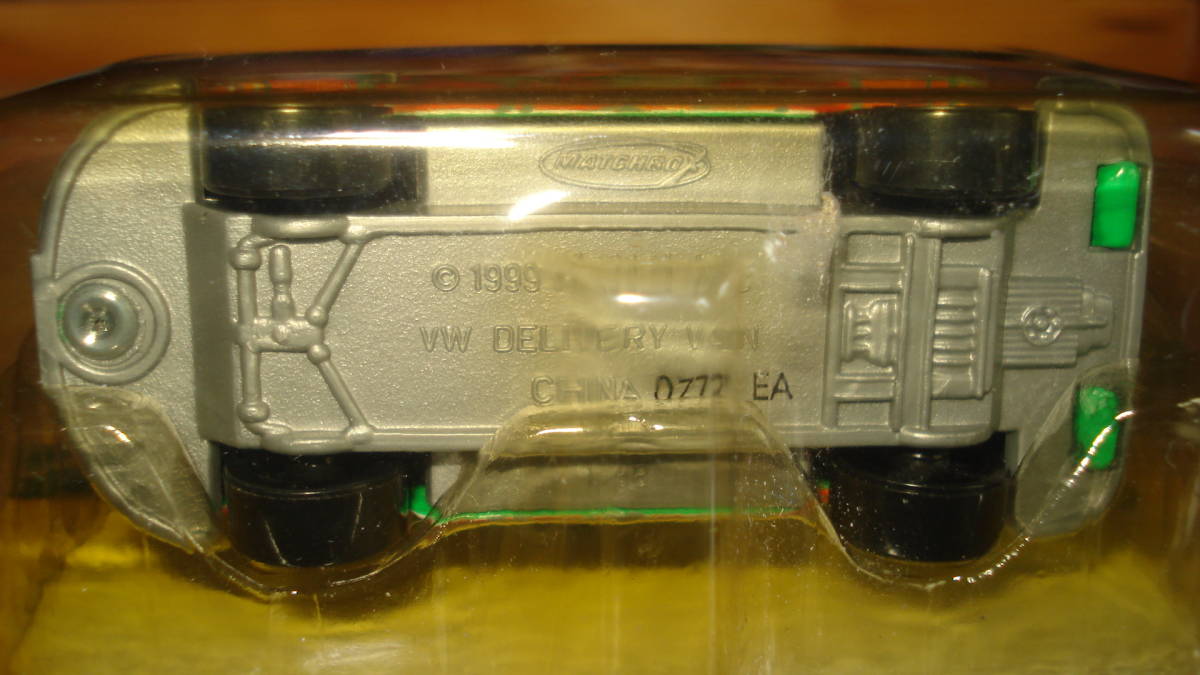 MATCHBOX
© 1999
VW DELIVERY VAN
CHINA EA